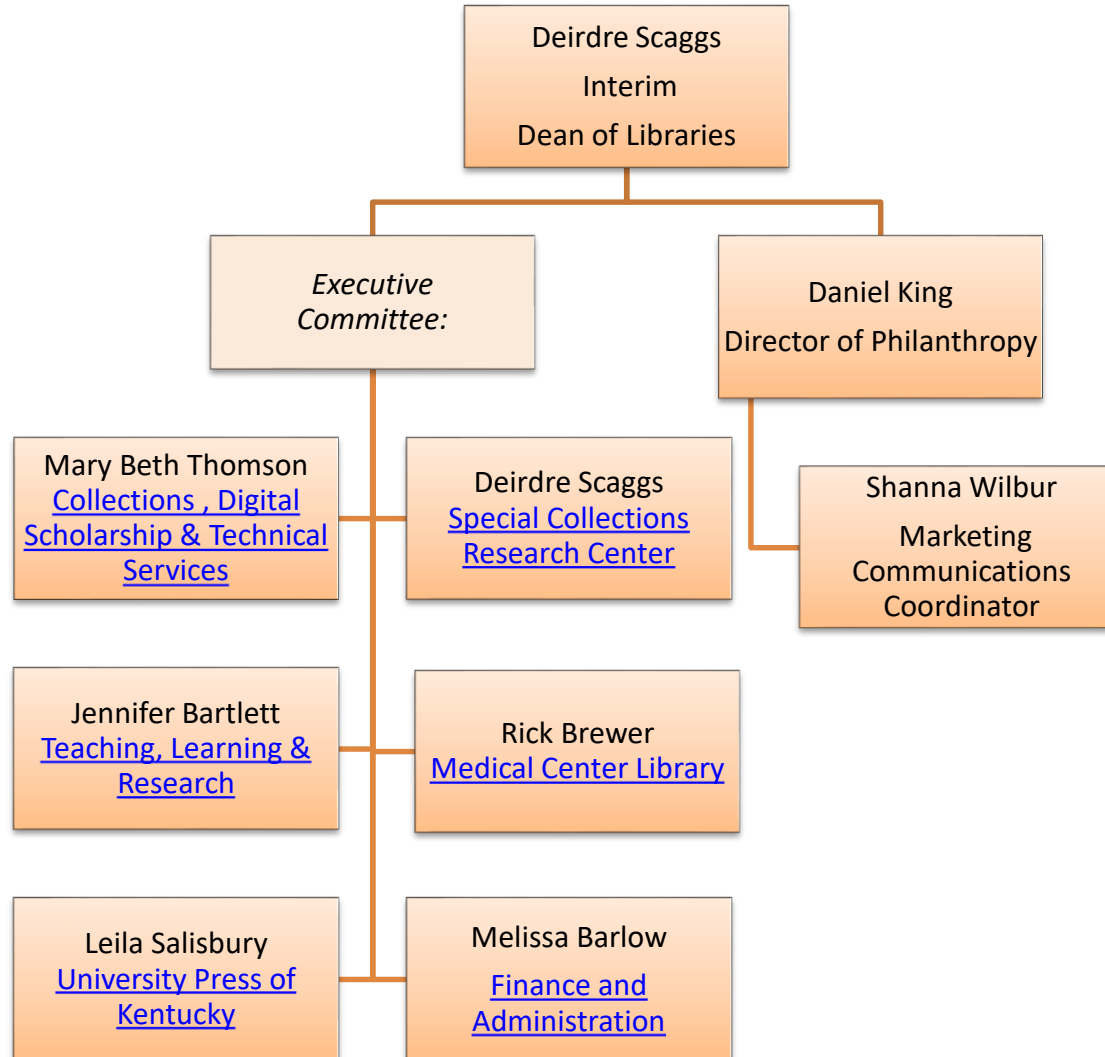 Deirdre Scaggs
Interim
Dean of Libraries
Executive
Committee:
Daniel King
Director of Philanthropy
Mary Beth Thomson
Collections , Digital
Scholarship & Technical
Services
Deirdre Scaggs
Special Collections
Research Center
Shanna Wilbur
Marketing
Communications
Coordinator
Jennifer Bartlett
Teaching, Learning &
Research
Rick Brewer
Medical Center Library
Leila Salisbury
University Press of
Kentucky
Melissa Barlow
Finance and
Administration